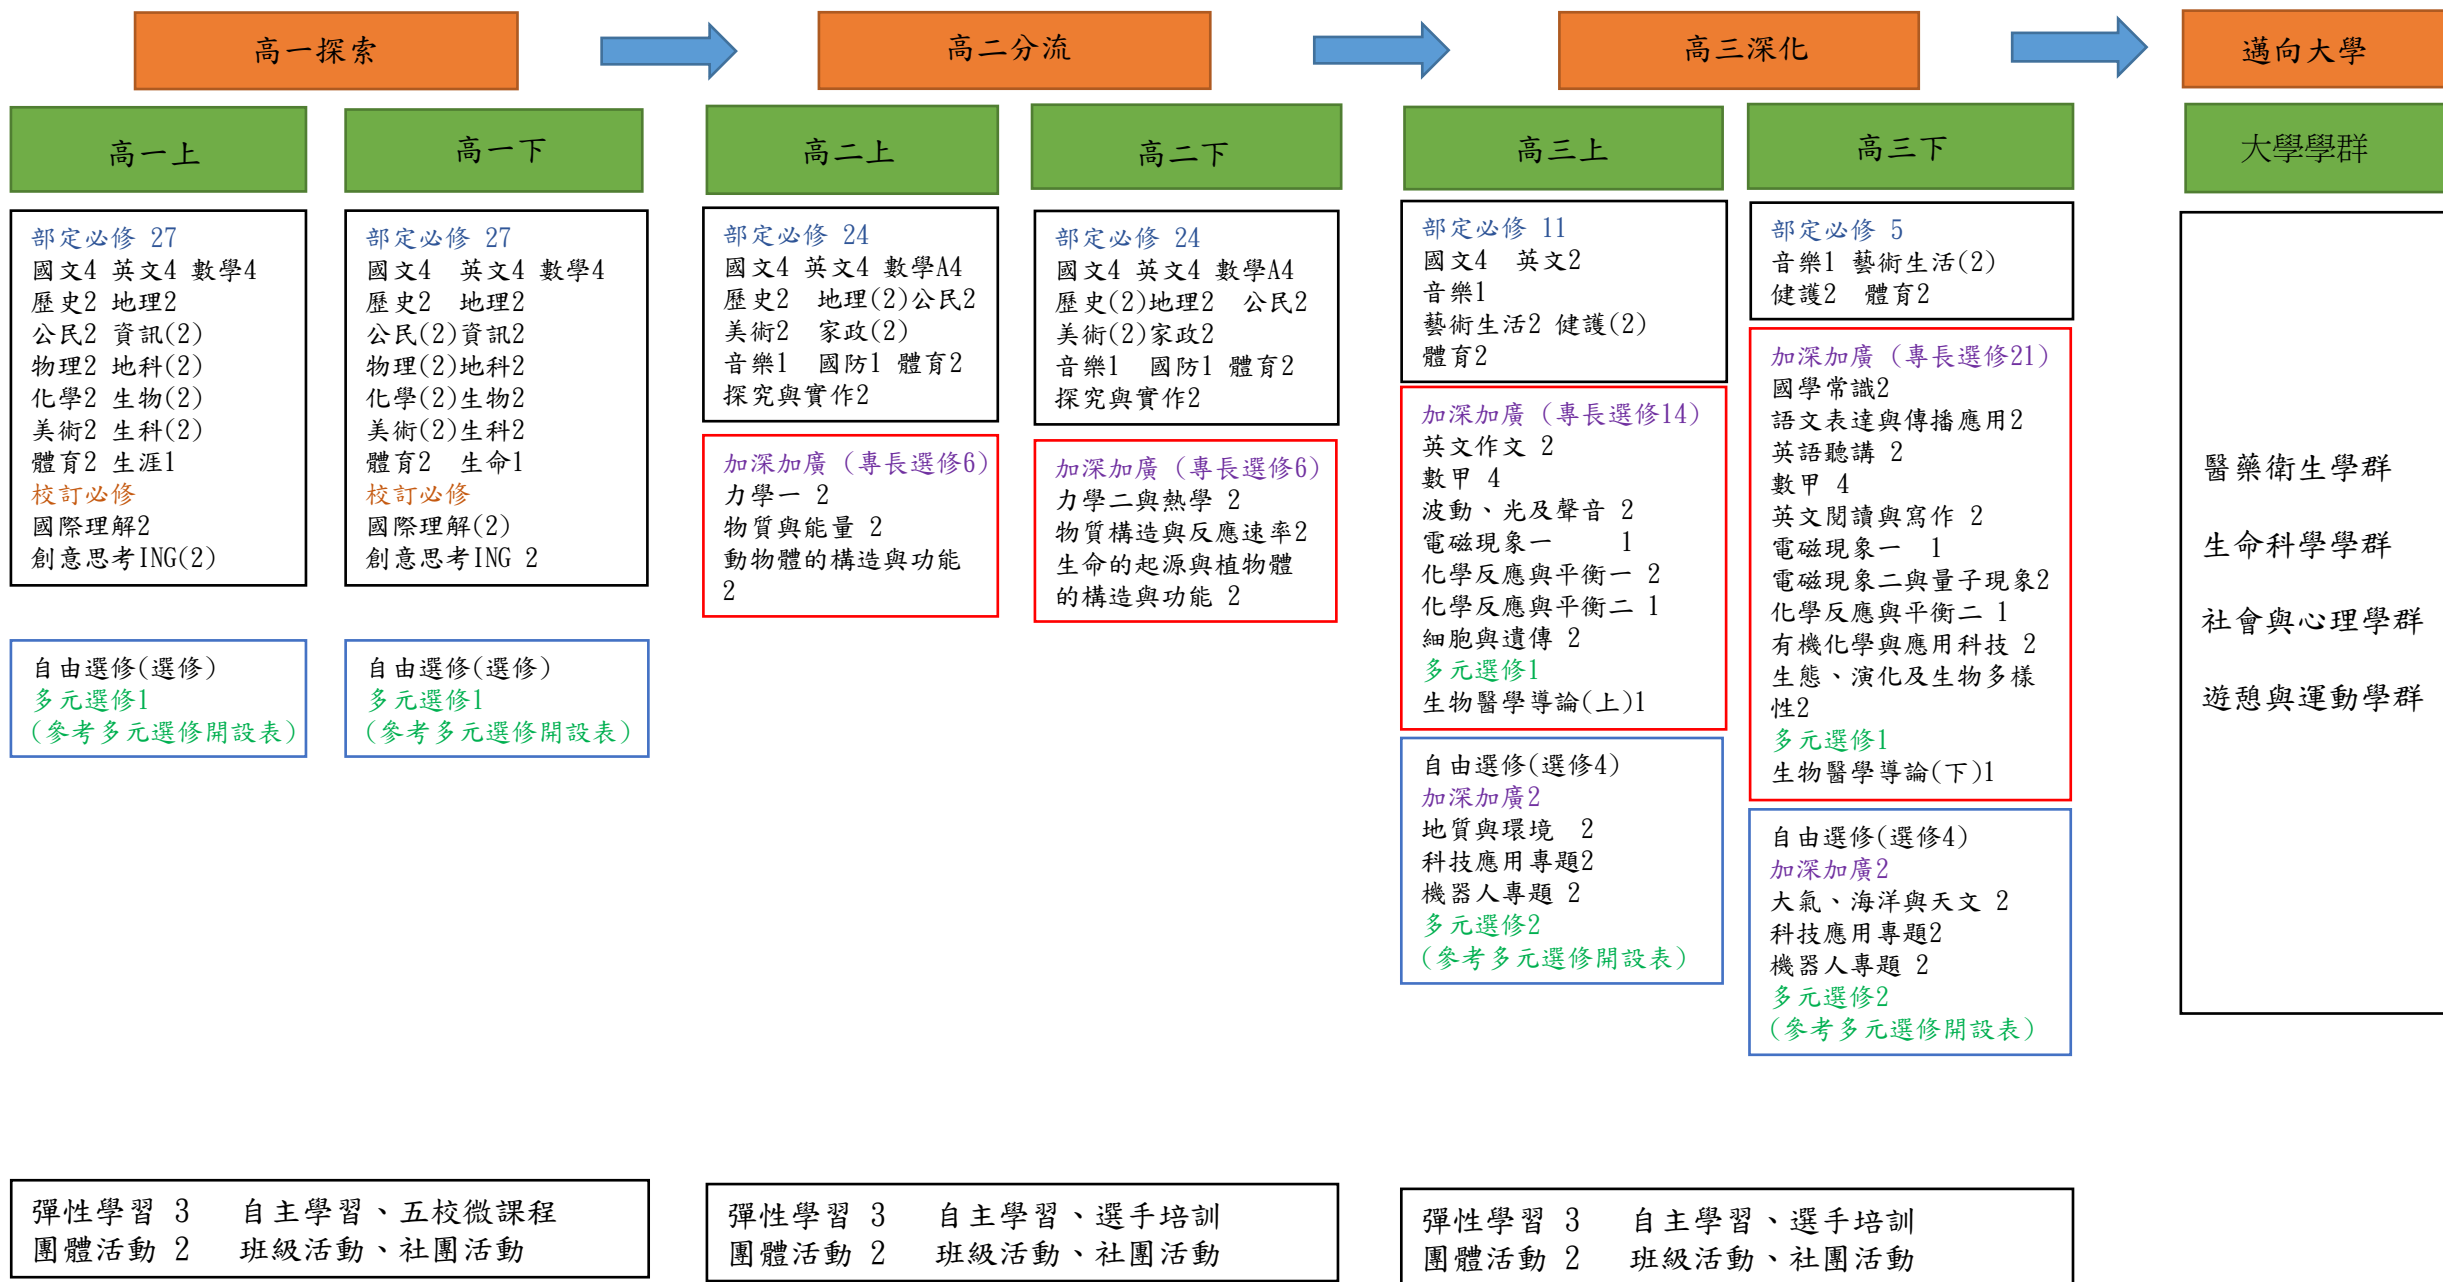 高一探索
高二分流
高三深化
邁向大學
高一上
部定必修 27
國文4 英文4 數學4
歷史2 地理2
公民2 資訊(2)
物理2 地科(2)
化學2 生物(2)
美術2 生科(2)
體育2 生涯1
校訂必修
國際理解2
創意思考ING(2)
自由選修(選修)
多元選修1
(參考多元選修開設表)
高一下
部定必修 27
國文4 英文4 數學4
歷史2 地理2
公民(2)資訊2
物理(2)地科2
化學(2)生物2
美術(2)生科2
體育2 生命1
校訂必修
國際理解(2)
創意思考ING 2
自由選修(選修)
多元選修1
(參考多元選修開設表)
高二上
部定必修 24
國文4 英文4 數學A4
歷史2 地理(2)公民2
美術2 家政(2)
音樂1 國防1 體育2
探究與實作2
加深加廣 (專長選修6)
力學一 2
物質與能量 2
動物體的構造與功能
2
高二下
部定必修 24
國文4 英文4 數學A4
歷史(2)地理2 公民2
美術(2)家政2
音樂1 國防1 體育2
探究與實作2
加深加廣 (專長選修6)
力學二與熱學 2
物質構造與反應速率2
生命的起源與植物體
的構造與功能 2
高三上
部定必修 11
國文4 英文2
音樂1
藝術生活2 健護(2)
體育2
加深加廣 (專長選修14)
英文作文 2
數甲 4
波動、光及聲音 2
電磁現象一 1
化學反應與平衡一 2
化學反應與平衡二 1
細胞與遺傳 2
多元選修1
生物醫學導論(上)1
自由選修(選修4)
加深加廣2
地質與環境 2
科技應用專題2
機器人專題 2
多元選修2
(參考多元選修開設表)
高三下
部定必修 5
音樂1 藝術生活(2)
健護2 體育2
加深加廣 (專長選修21)
國學常識2
語文表達與傳播應用2
英語聽講 2
數甲 4
英文閱讀與寫作 2
電磁現象一 1
電磁現象二與量子現象2
化學反應與平衡二 1
有機化學與應用科技 2
生態、演化及生物多樣
性2
多元選修1
生物醫學導論(下)1
自由選修(選修4)
加深加廣2
大氣、海洋與天文 2
科技應用專題2
機器人專題 2
多元選修2
(參考多元選修開設表)
大學學群
醫藥衛生學群
生命科學學群
社會與心理學群
遊憩與運動學群
彈性學習 3 自主學習、五校微課程
團體活動 2 班級活動、社團活動
彈性學習 3 自主學習、選手培訓
團體活動 2 班級活動、社團活動
彈性學習 3 自主學習、選手培訓
團體活動 2 班級活動、社團活動